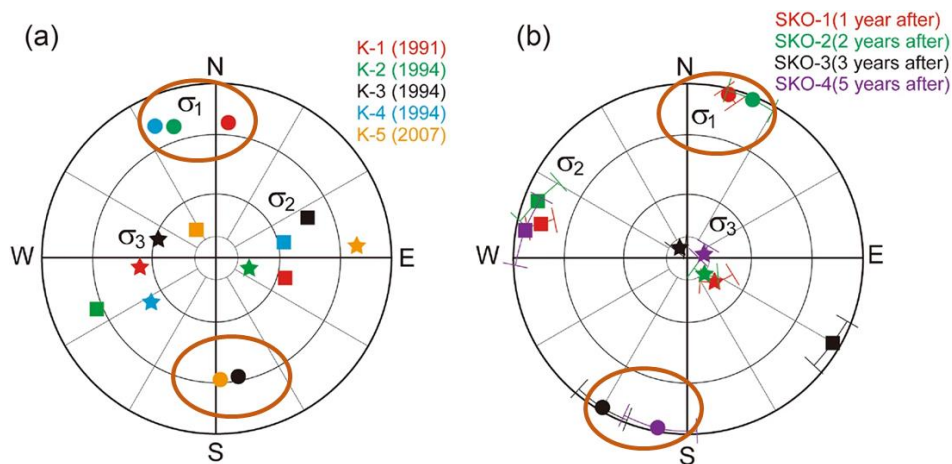 (a)
K-1 (1991)
K-2 (1994)
K-3 (1994)
K-4 (1994)
K-5 (2007)
N
σ1
σ2
σ3
W
E
S
(b)
SKO-1(1 year after)
SKO-2(2 years after)
SKO-3(3 years after)
SKO-4(5 years after)
N
σ1
σ2
σ3
W
E
S